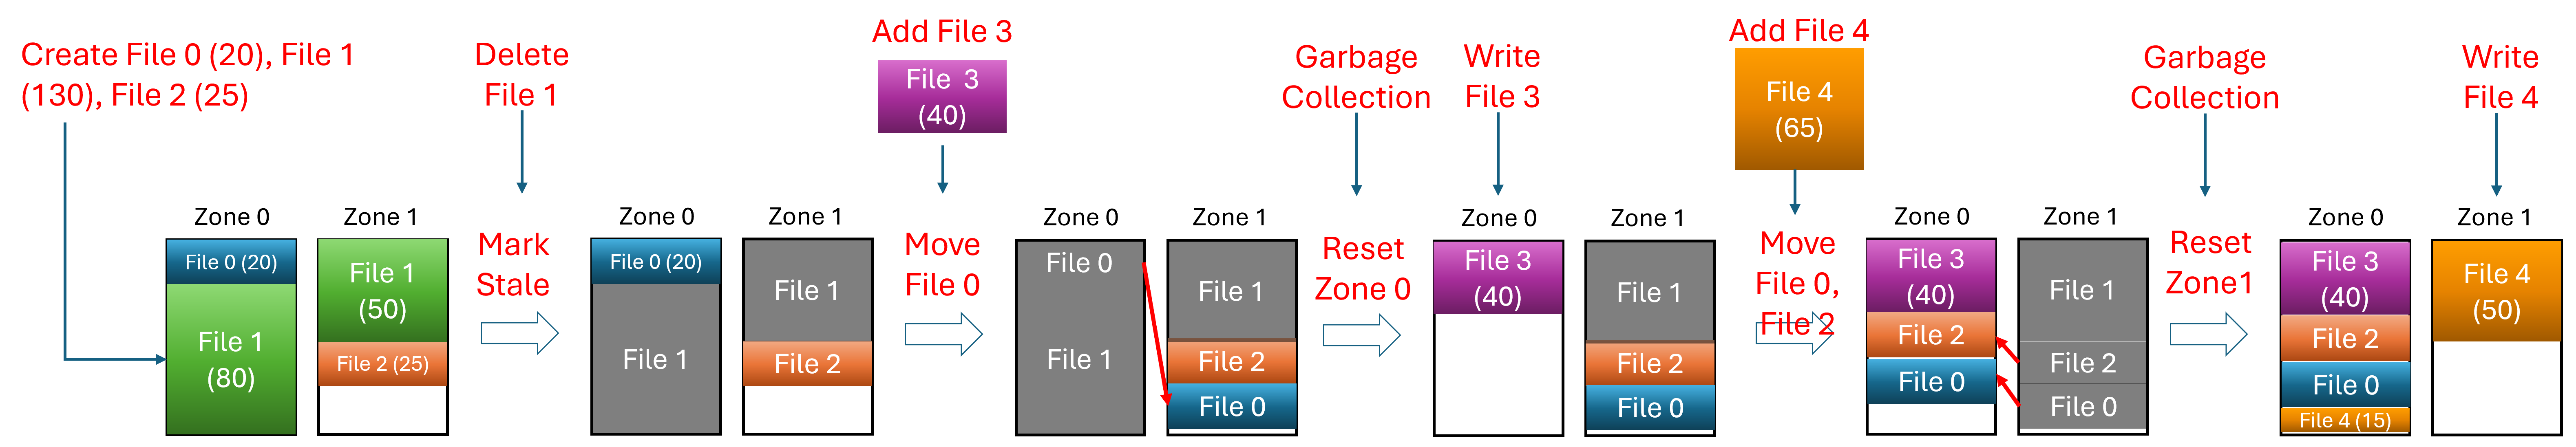 Create File 0 (20), File 1
(130), File 2 (25)
Zone 0
File 0 (20)
File 1
(80)
Zone 1
File 1
(50)
File 2 (25)
Delete
File 1
Mark
Stale
Zone 0
File 0 (20)
File 1
Zone 1
File 1
File 2
Add File 3
File 3
(40)
Move
File 0
Zone 0
File 0
File 1
Zone 1
File 1
File 2
File 0
Garbage
Collection
Reset
Zone 0
Write
File 3
Zone 0
File 3
(40)
Zone 1
File 1
File 2
File 0
Add File 4
File 4
(65)
Move
File 0,
File 2
Zone 0
File 3
(40)
File 2
File 0
Zone 1
File 1
File 2
File 0
Garbage
Collection
Reset
Zone1
Zone 0
File 3
(40)
File 2
File 0
File 4 (15)
Write
File 4
Zone 1
File 4
(50)